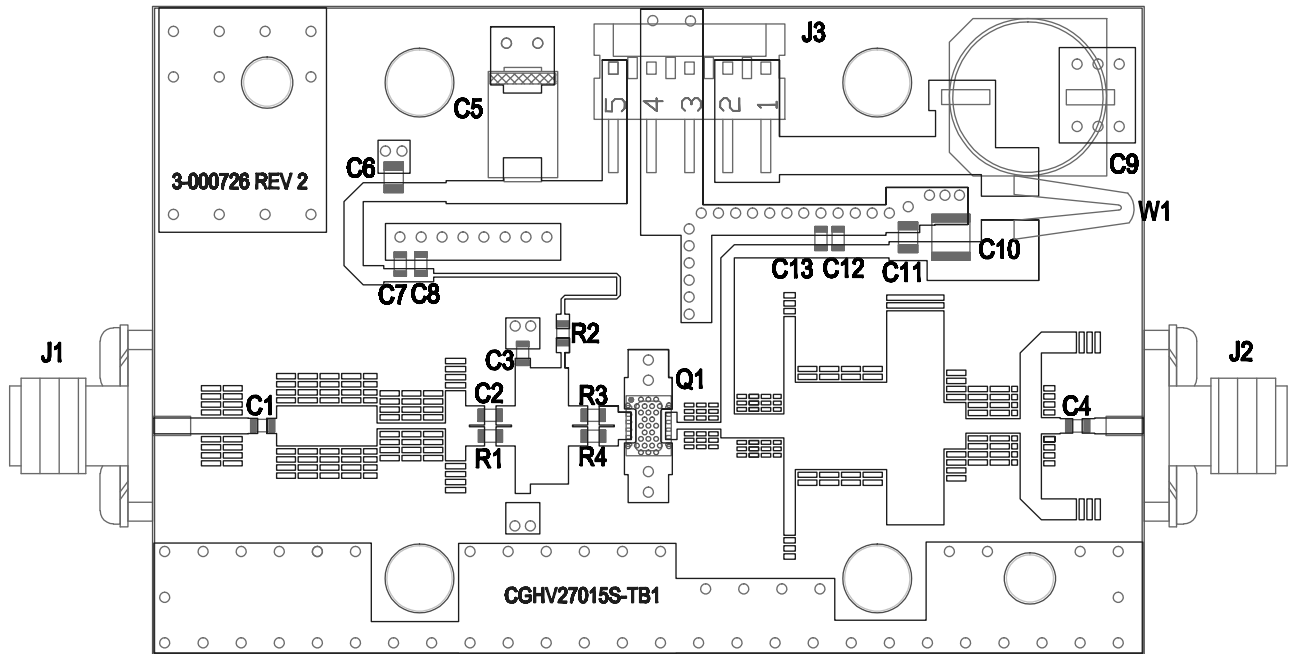 J3
C5
5 4 3 2 1
C6
C9
3-000726 REV 2
W1
C10
C13 C12 C11
C7 C8
R2
J1
C3
J2
Q1
C2 R3
C1
C4
R1 R4
CGHV27015S-TB1